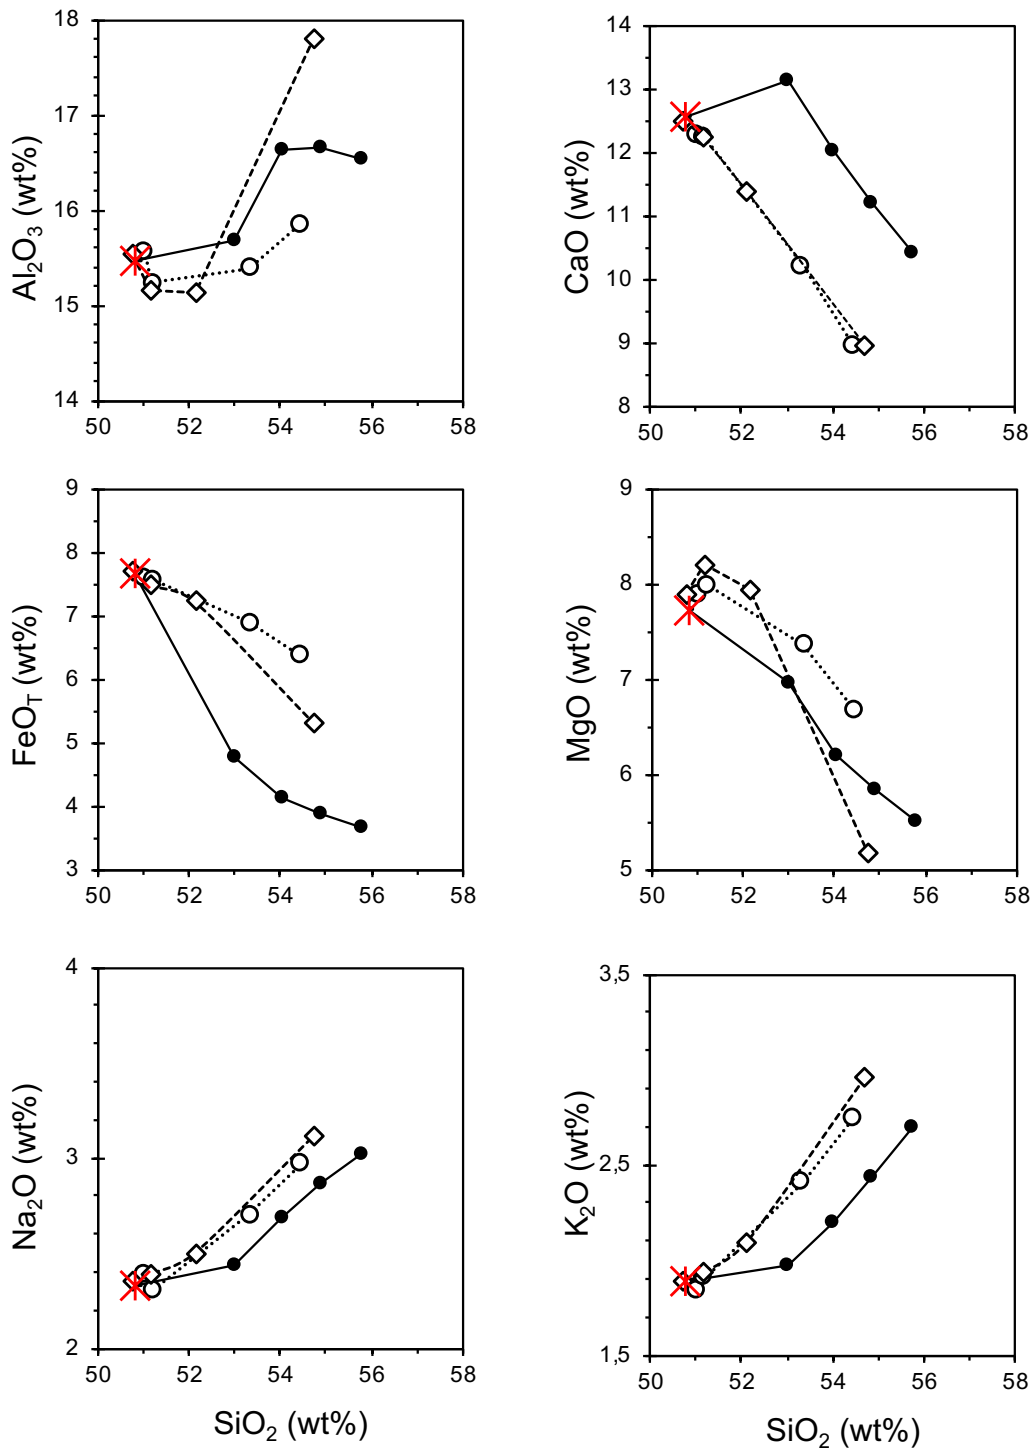 18
17
16
15
14
Al₂O₃ (wt%)
50 52 54 56 58
14
13
12
11
10
9
8
CaO (wt%)
50 52 54 56 58
9
8
7
6
5
4
3
FeO_T (wt%)
50 52 54 56 58
9
8
7
6
5
MgO (wt%)
50 52 54 56 58
4
3
2
Na₂O (wt%)
50 52 54 56 58
SiO₂ (wt%)
3,5
2,5
1,5
K₂O (wt%)
50 52 54 56 58
SiO₂ (wt%)